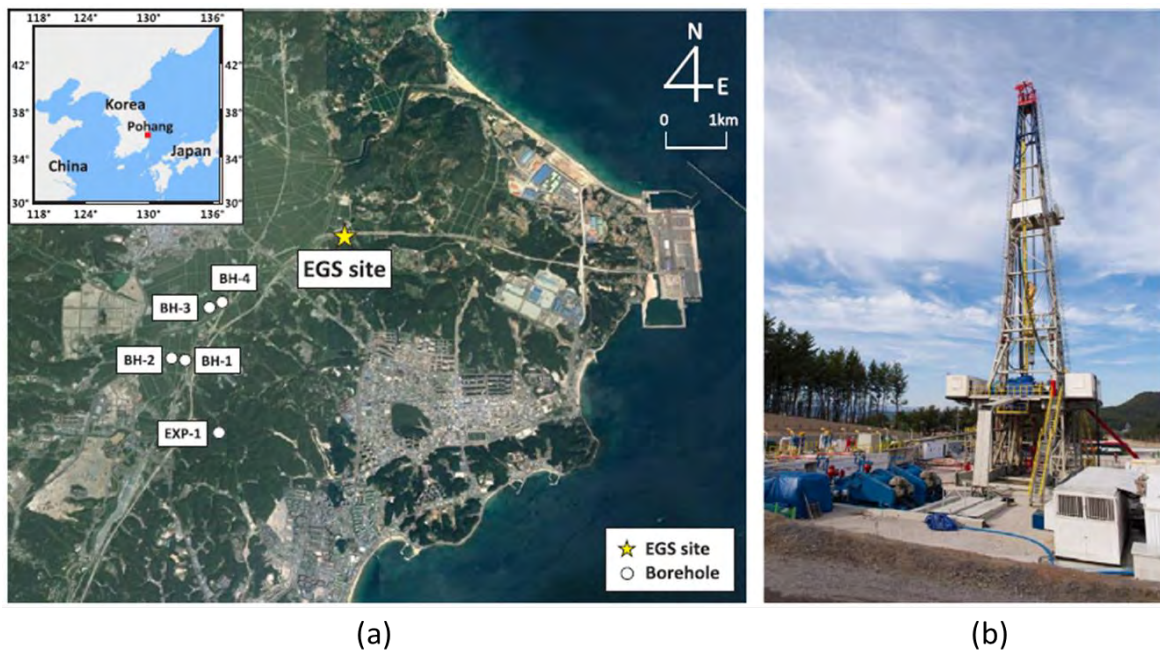 118° 124° 130° 136°
42°
38°
34°
30°
38°
34°
30°
118° 124° 130° 136°
Korea
Pohang
Japan
China
N
E
0 1km
EGS site
BH-4
BH-3
BH-2
BH-1
EXP-1
EGS site
Borehole
(a)
(b)